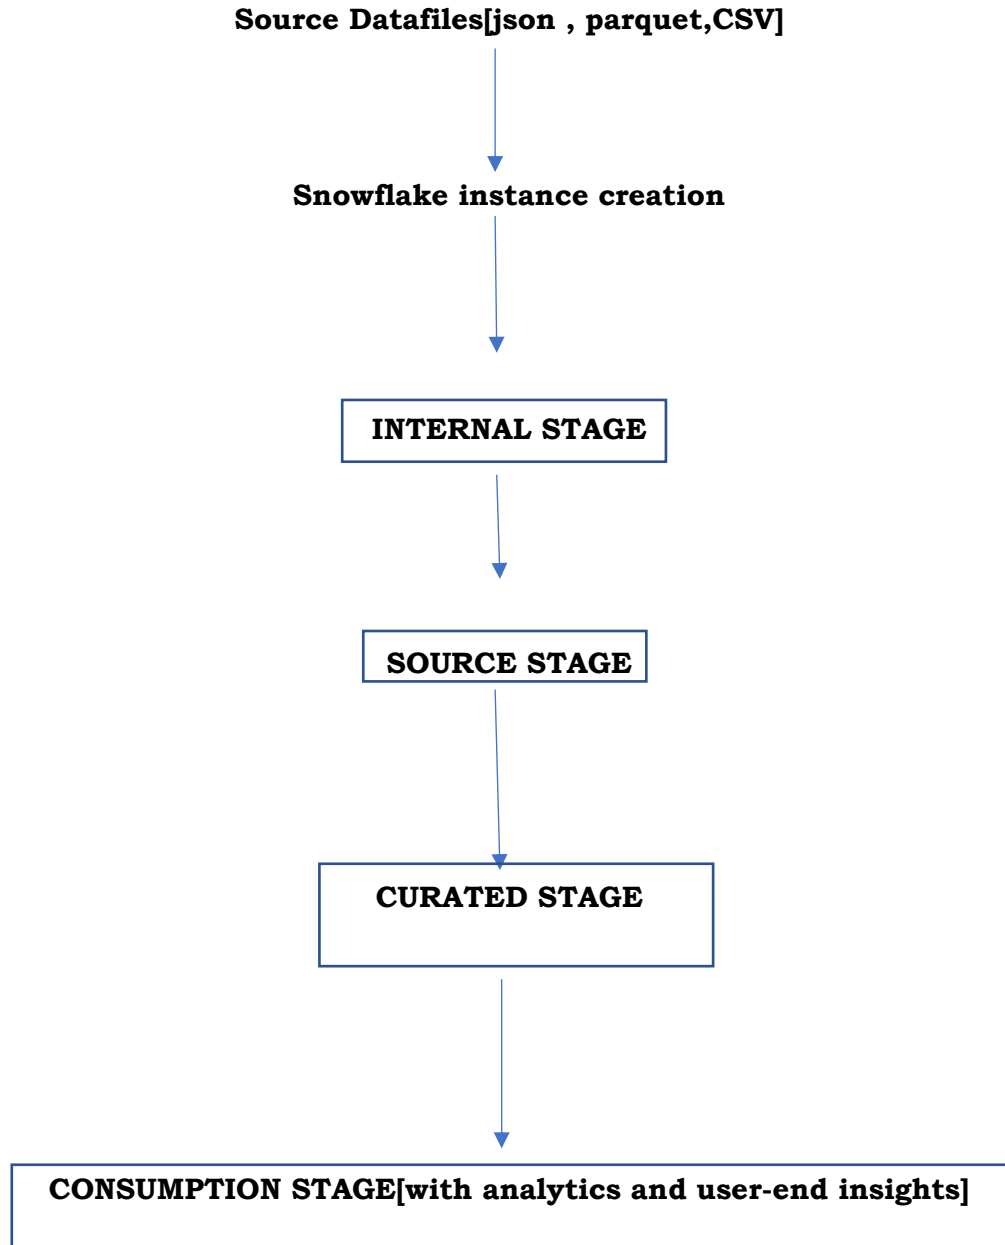 Source Datafiles[json , parquet,CSV]
Snowflake instance creation
INTERNAL STAGE
SOURCE STAGE
CURATED STAGE
CONSUMPTION STAGE[with analytics and user-end insights]